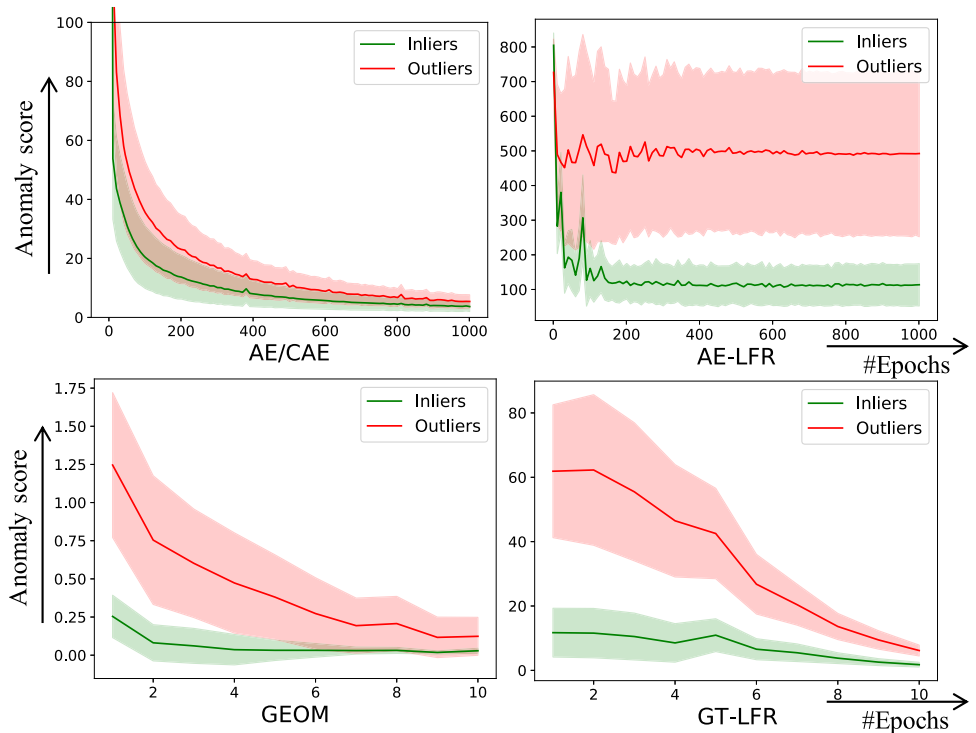 Anomaly score
100
80
60
40
20
0
Inliers
Outliers
0 200 400 600 800 1000
AE/CAE
800
700
600
500
400
300
200
100
Inliers
Outliers
0 200 400 600 800 1000
AE-LFR
#Epochs
Anomaly score
1.75
1.50
1.25
1.00
0.75
0.50
0.25
0.00
Inliers
Outliers
2 4 6 8 10
GEOM
80
60
40
20
0
Inliers
Outliers
2 4 6 8 10
GT-LFR
#Epochs